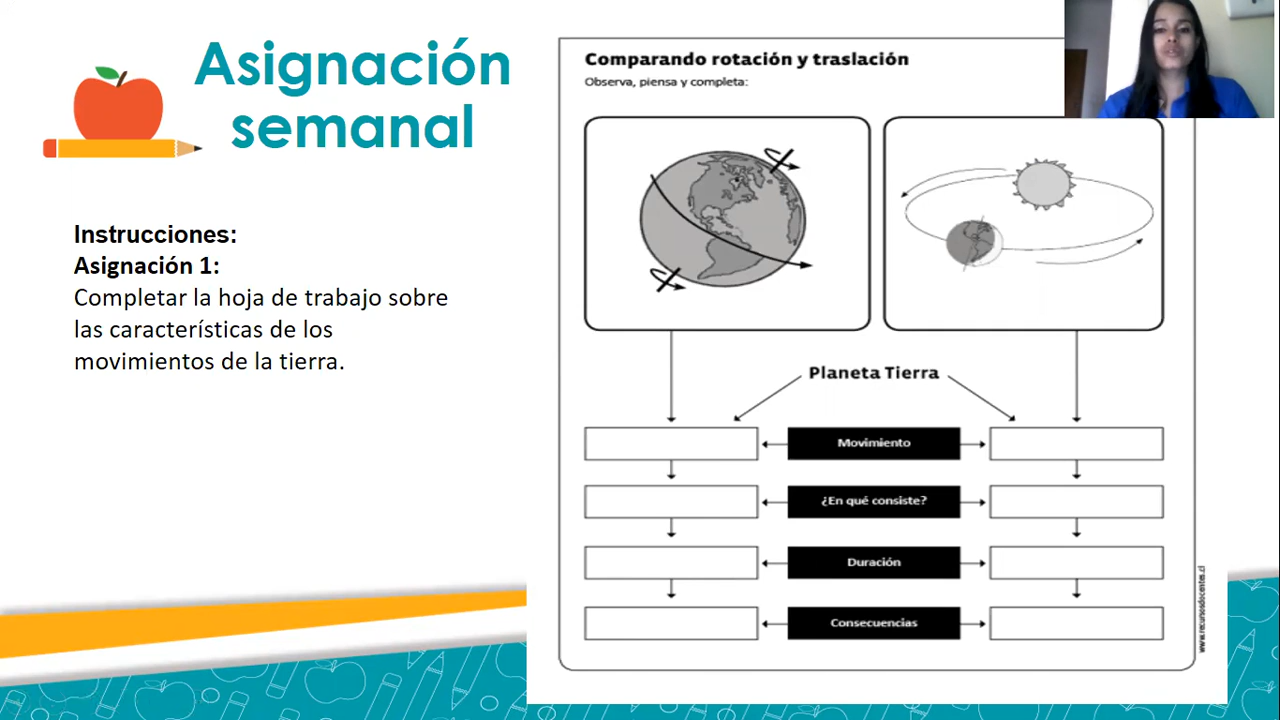 Asignación
semanal
Instrucciones:
Asignación 1:
Completar la hoja de trabajo sobre
las características de los
movimientos de la tierra.
Comparando rotación y traslación
Observa, piensa y completa:
Planeta Tierra
Movimiento
¿En qué consiste?
Duración
Consecuencias
www.recursosdocentes.cl